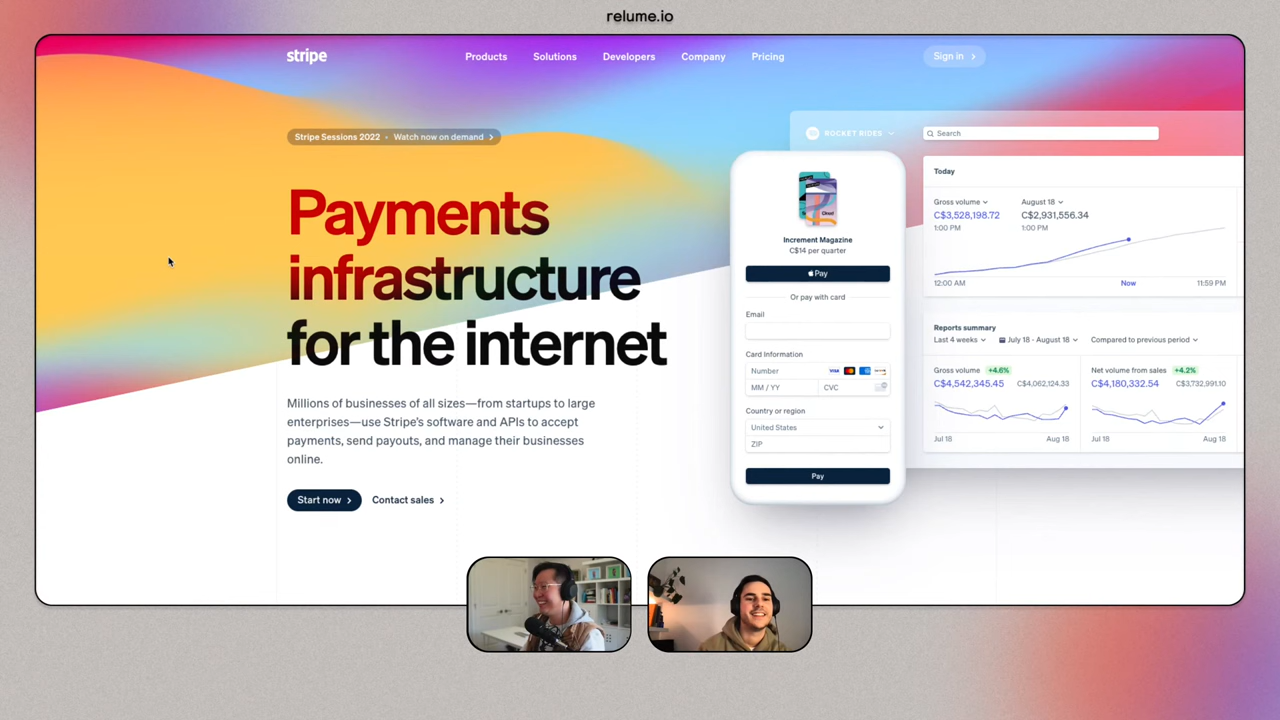 relume.io
stripe
Products
Solutions
Developers
Company
Pricing
Sign in
Stripe Sessions 2022 • Watch now on demand
Payments
infrastructure
for the internet
Millions of businesses of all sizes—from startups to large
enterprises—use Stripe's software and APIs to accept
payments, send payouts, and manage their businesses
online.
Start now
Contact sales
Increment Magazine
C$14 per quarter
Pay
Or pay with card
Email
Card Information
Number
VISA
MM / YY
CVC
Country or region
United States
ZIP
Pay
ROCKET RIDES
Search
Today
Gross volume
August 18
C$3,528,198.72
C$2,931,556.34
1:00 PM
1:00 PM
12:00 AM
Now
11:59 PM
Reports summary
Last 4 weeks
July 18 - August 18
Compared to previous period
Gross volume +4.6%
C$4,542,345.45
C$4,062,124.33
Jul 18
Aug 18
Net volume from sales +4.2%
C$4,180,332.54
C$3,732,991.10
Jul 18
Aug 18